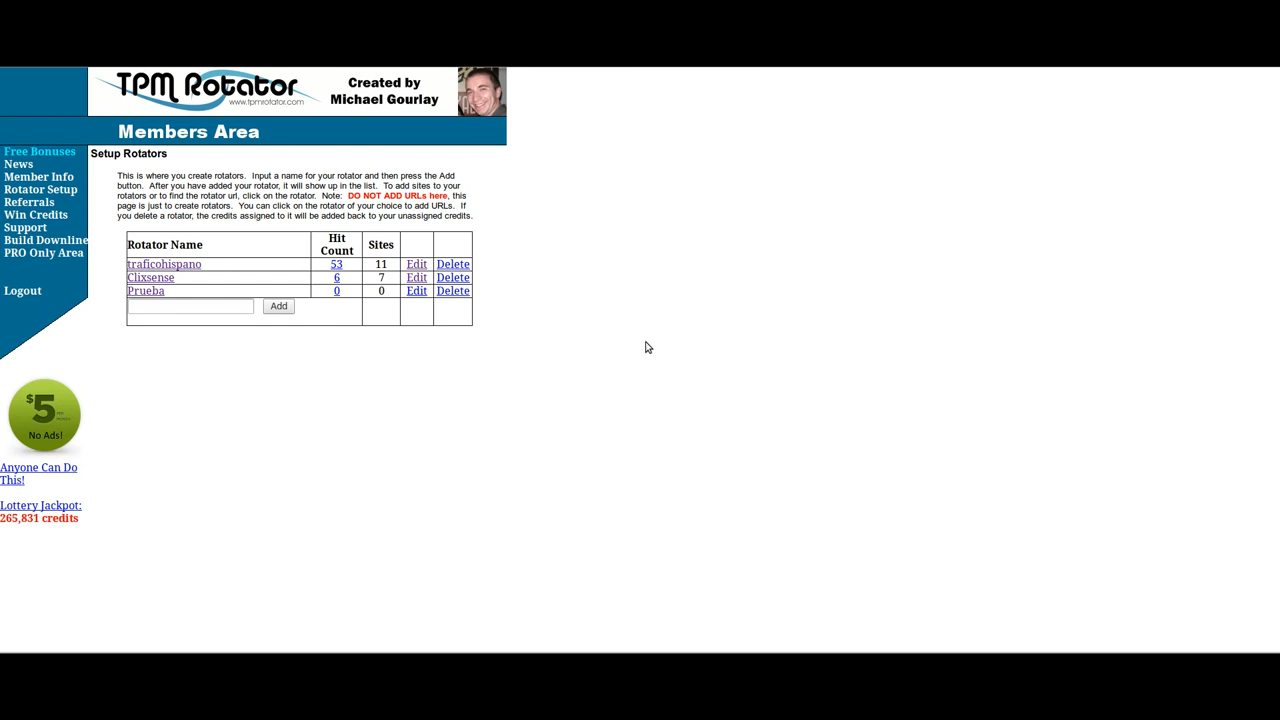 TPM Rotator
www.tpmrotator.com
Created by
Michael Gourlay
Members Area
Free Bonuses
News
Member Info
Rotator Setup
Referrals
Win Credits
Support
Build Downline
PRO Only Area
Logout
Setup Rotators
This is where you create rotators. Input a name for your rotator and then press the Add
button. After you have added your rotator, it will show up in the list. To add sites to your
rotators or to find the rotator url, click on the rotator. Note: DO NOT ADD URLs here, this
page is just to create rotators. You can click on the rotator of your choice to add URLs. If
you delete a rotator, the credits assigned to it will be added back to your unassigned credits.
Rotator Name Hit Count Sites
traficohispano 53 11 Edit Delete
Clixsense 6 7 Edit Delete
Prueba 0 0 Edit Delete
Add
$5
No Ads!
Anyone Can Do
This!
Lottery Jackpot:
265,831 credits